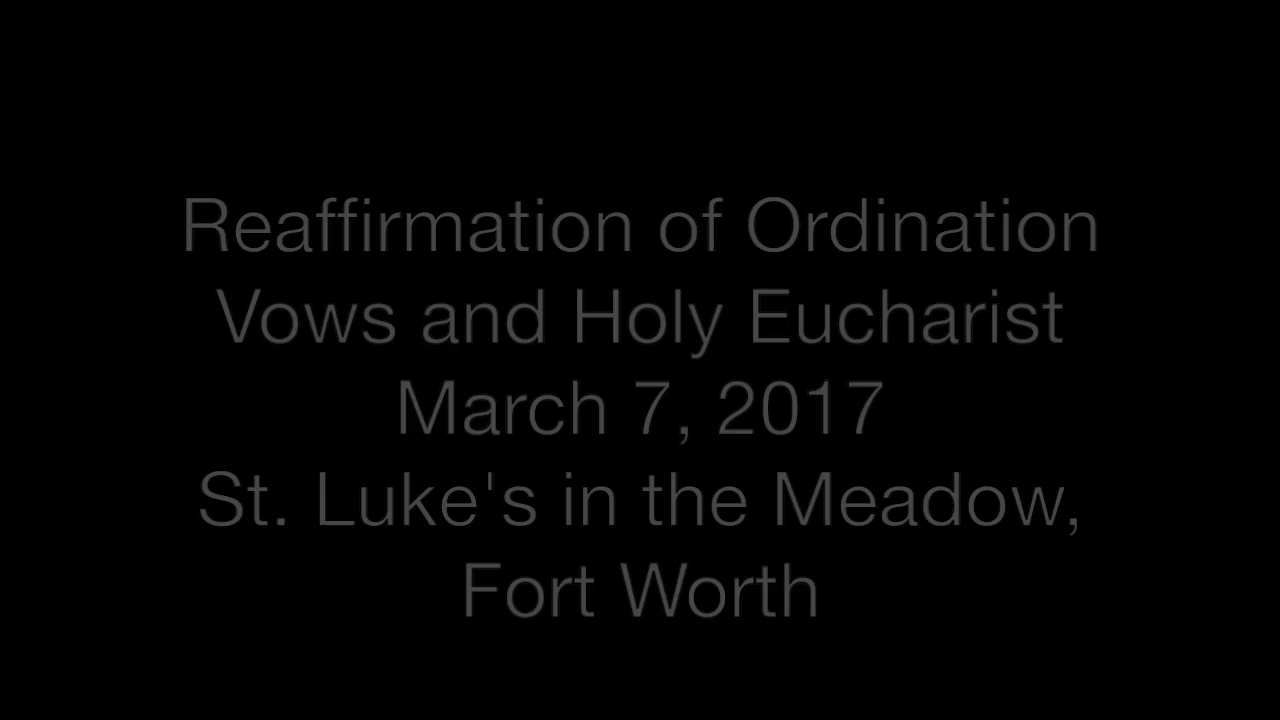 Reaffirmation of Ordination
Vows and Holy Eucharist
March 7, 2017
St. Luke's in the Meadow,
Fort Worth